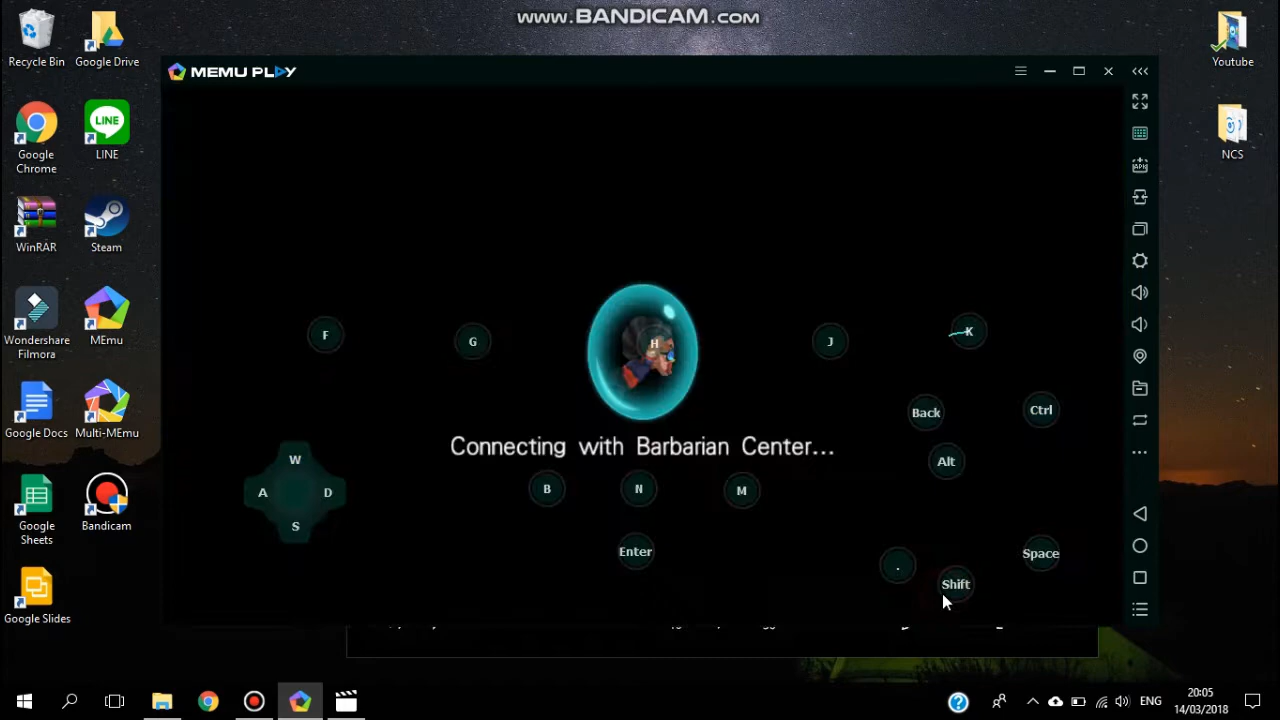 www.BANDICAM.com
Recycle Bin
Google Drive
Youtube
MEMU PLAY
Google
Chrome
LINE
NCS
WinRAR
Steam
F
G
H
J
K
Wondershare
Filmora
MEmu
Back
Ctrl
Connecting with Barbarian Center...
Google Docs
Multi-MEmu
Alt
W
A
D
S
B
N
M
Google
Sheets
Bandicam
Enter
Space
.
Shift
Google Slides
ENG
20:05
14/03/2018